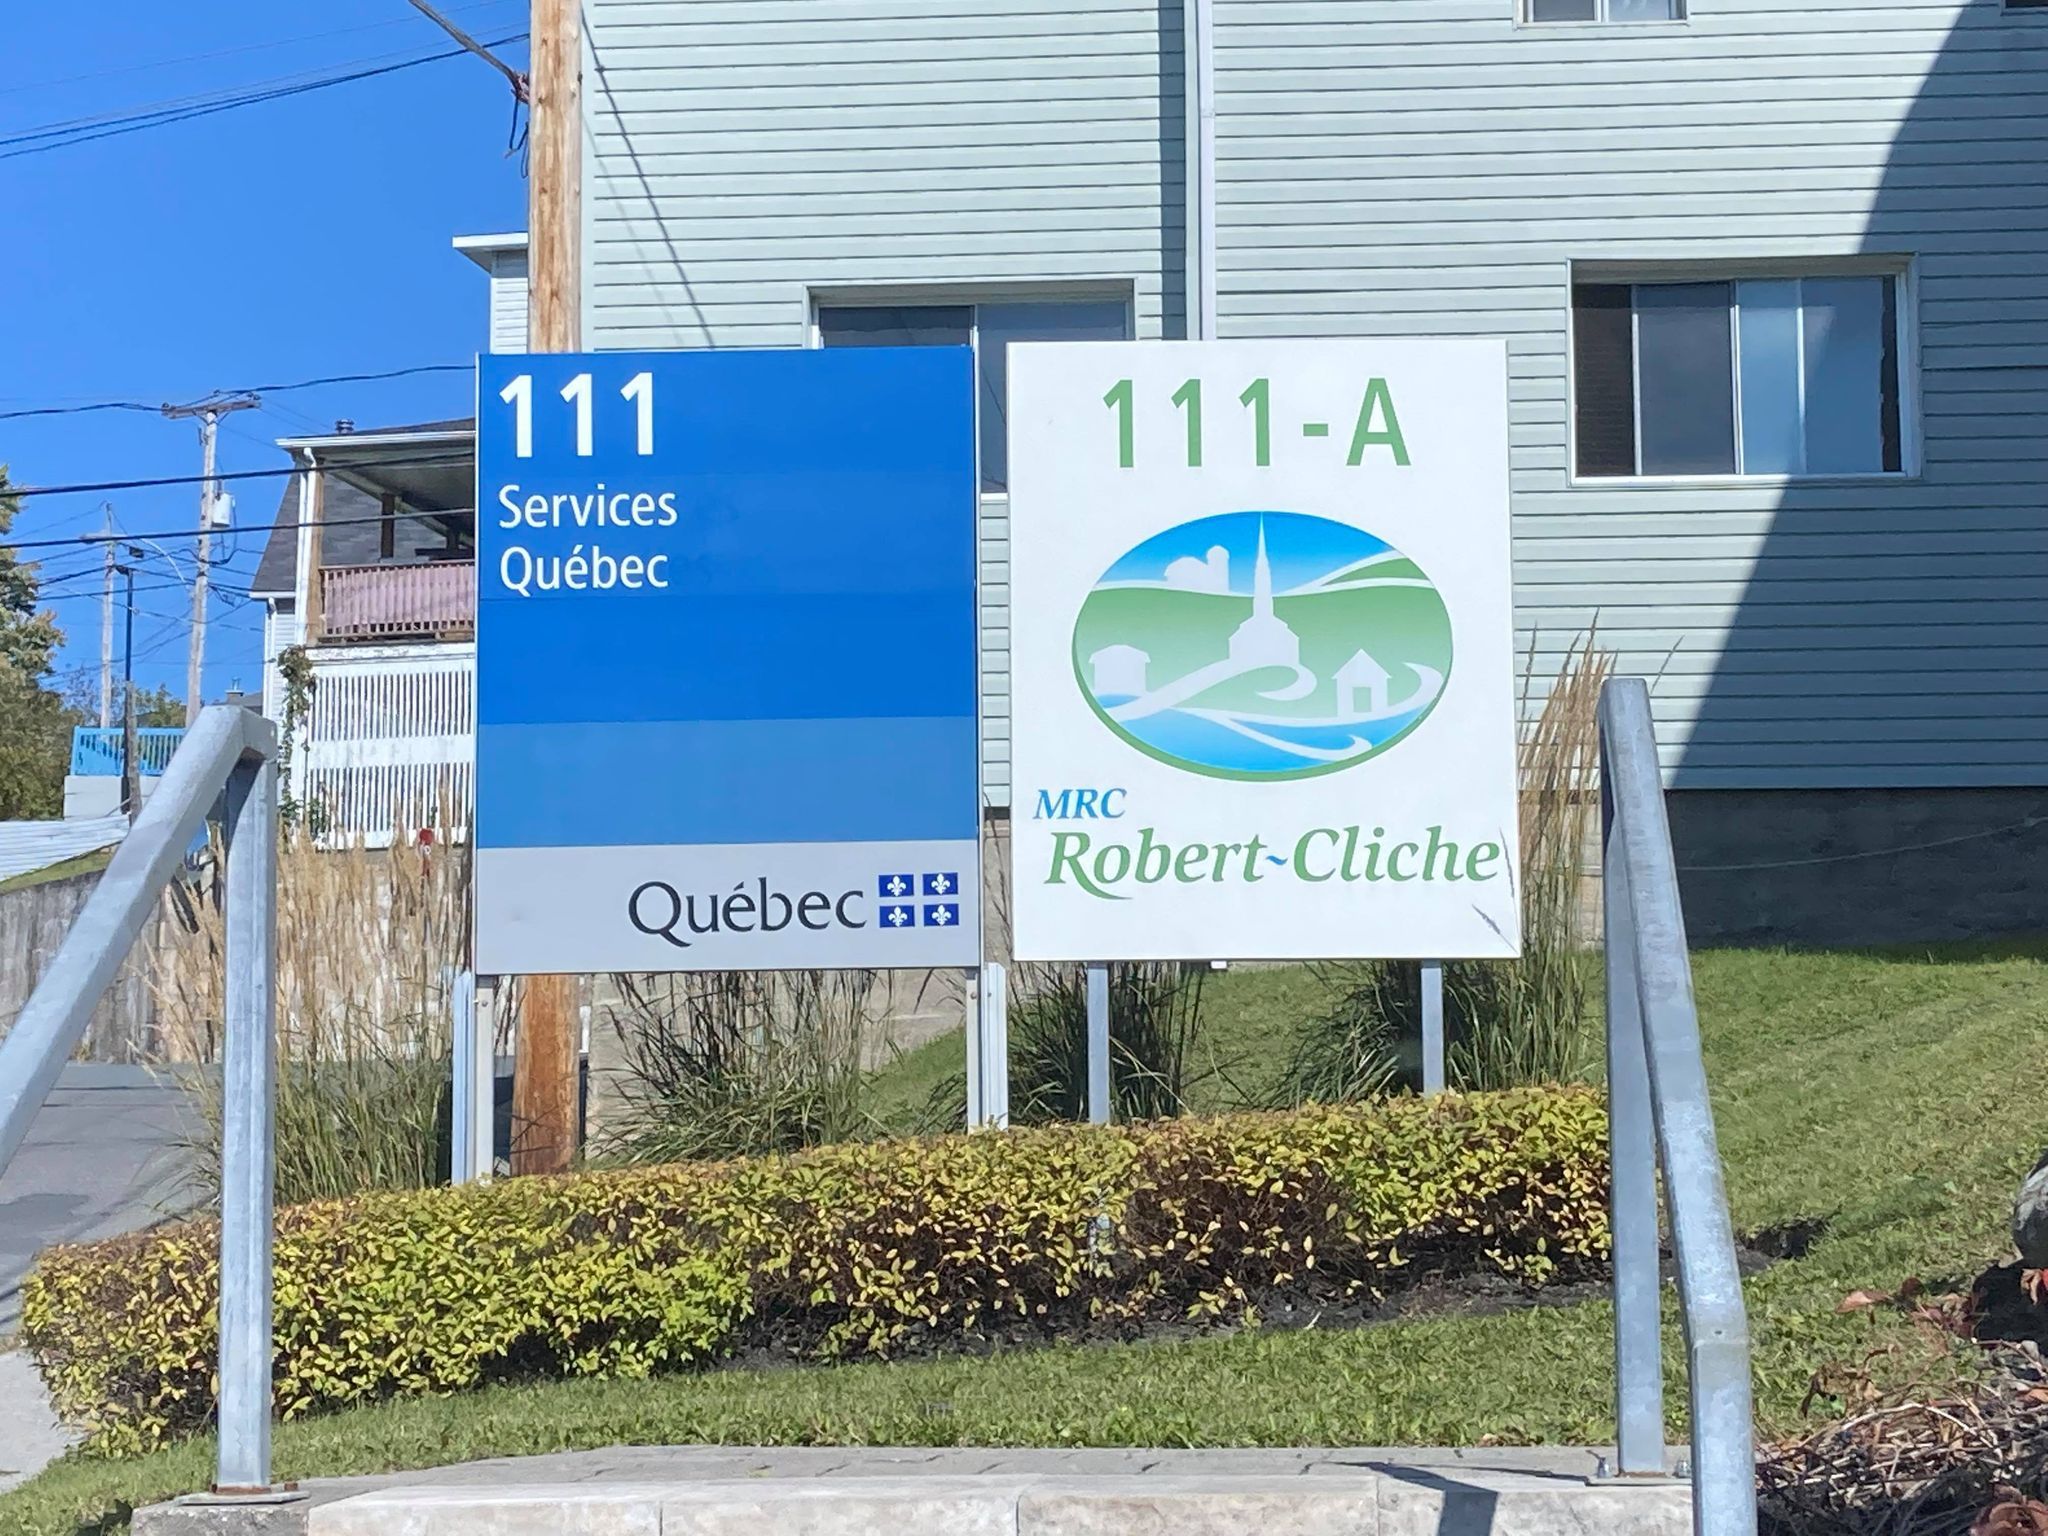 111
Services
Québec
Québec
111-A
MRC
Robert~Cliche